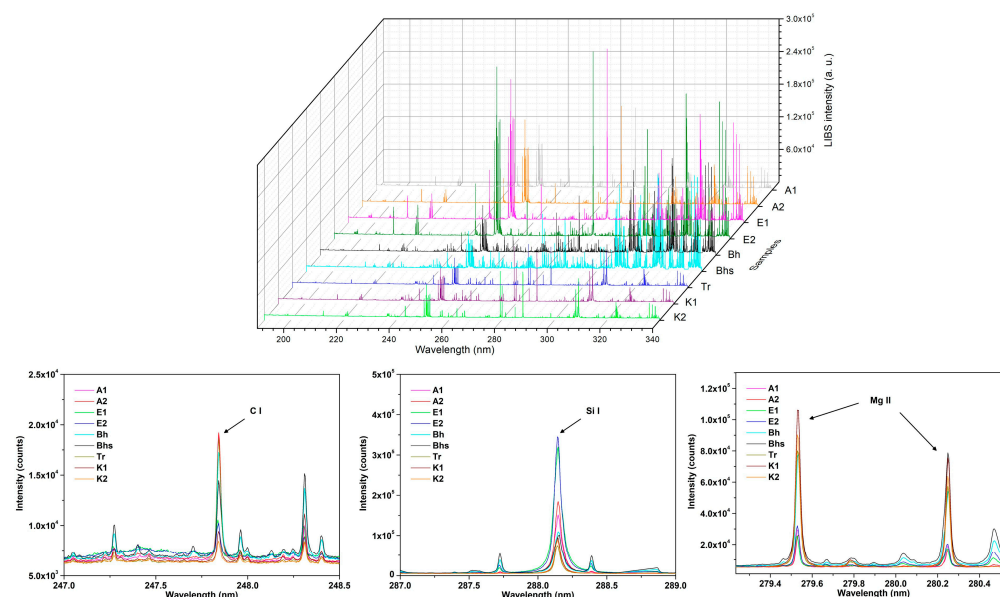 3.0x10⁵
2.4x10⁵
1.8x10⁵
1.2x10⁵
6.0x10⁴
LIBS intensity (a. u.)
A1
A2
E1
E2
Bh
Bhs
Tr
K1
K2
Samples
200 220 240 260 280 300 320 340
Wavelength (nm)
2.5x10⁴
2.0x10⁴
1.5x10⁴
1.0x10⁴
5.0x10³
Intensity (counts)
A1
A2
E1
E2
Bh
Bhs
Tr
K1
K2
C I
247.0 247.5 248.0 248.5
Wavelength (nm)
5x10⁵
4x10⁵
3x10⁵
2x10⁵
1x10⁵
0
Intensity (counts)
A1
A2
E1
E2
Bh
Bhs
Tr
K1
K2
Si I
287.0 287.5 288.0 288.5 289.0
Wavelength (nm)
1.2x10⁵
1.0x10⁵
8.0x10⁴
6.0x10⁴
4.0x10⁴
2.0x10⁴
Intensity (counts)
A1
A2
E1
E2
Bh
Bhs
Tr
K1
K2
Mg II
279.4 279.6 279.8 280.0 280.2 280.4
Wavelength (nm)